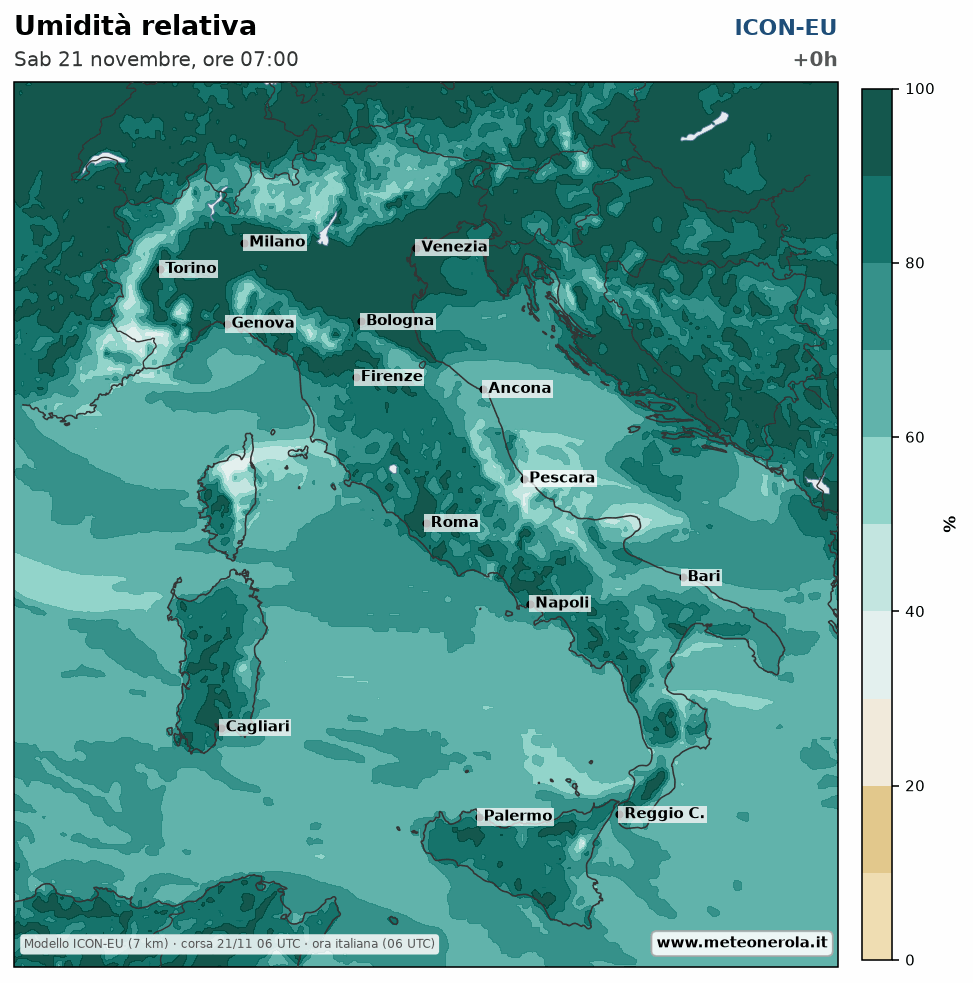 Umidità relativa
ICON-EU
Sab 21 novembre, ore 07:00
+0h
100
80
60
40
20
0
%
Milano
Venezia
Torino
Genova
Bologna
Firenze
Ancona
Pescara
Roma
Bari
Napoli
Cagliari
Palermo
Reggio C.
Modello ICON-EU (7 km) · corsa 21/11 06 UTC · ora italiana (06 UTC)
www.meteonerola.it